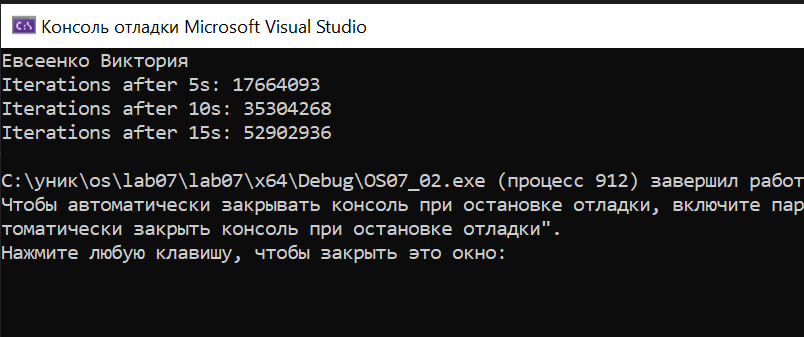 C:\ Консоль отладки Microsoft Visual Studio
Евсеенко Виктория
Iterations after 5s: 17664093
Iterations after 10s: 35304268
Iterations after 15s: 52902936
C:\уник\os\lab07\lab07\x64\Debug\OS07_02.exe (процесс 912) завершил работ
Чтобы автоматически закрывать консоль при остановке отладки, включите пар
томатически закрыть консоль при остановке отладки".
Нажмите любую клавишу, чтобы закрыть это окно: